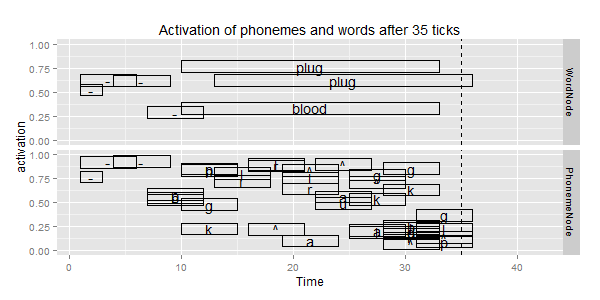 Activation of phonemes and words after 35 ticks
1.00
0.75
0.50
0.25
0.00
plug
plug
blood
-
-
-
-
WordNode
activation
1.00
0.75
0.50
0.25
0.00
-
-
-
p
r
^
^
l
l
r
r
g
g
k
k
a
g
k
^
a
a
g
l
p
^
PhonemeNode
0
10
20
30
40
Time